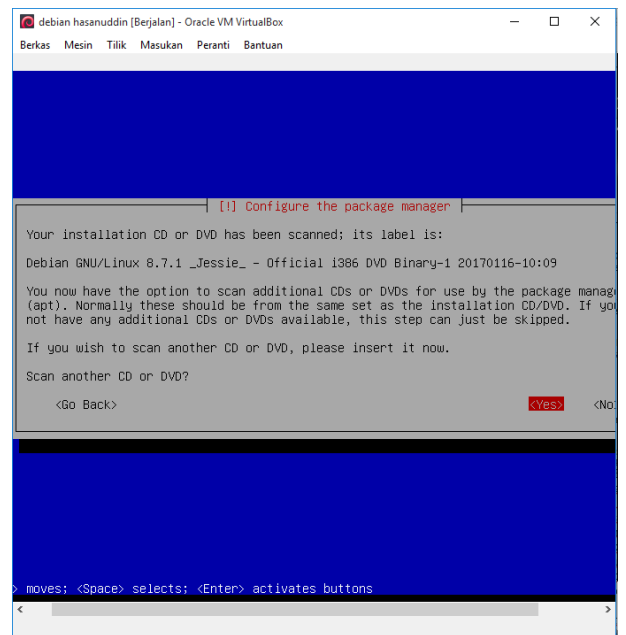 debian hasanuddin [Berjalan] - Oracle VM VirtualBox
Berkas Mesin Tilik Masukan Peranti Bantuan
[!] Configure the package manager
Your installation CD or DVD has been scanned; its label is:
Debian GNU/Linux 8.7.1 _Jessie_ - Official i386 DVD Binary-1 20170116-10:09
You now have the option to scan additional CDs or DVDs for use by the package manage
(apt). Normally these should be from the same set as the installation CD/DVD. If you
not have any additional CDs or DVDs available, this step can just be skipped.
If you wish to scan another CD or DVD, please insert it now.
Scan another CD or DVD?
<Go Back> <Yes> <No
> moves; <Space> selects; <Enter> activates buttons